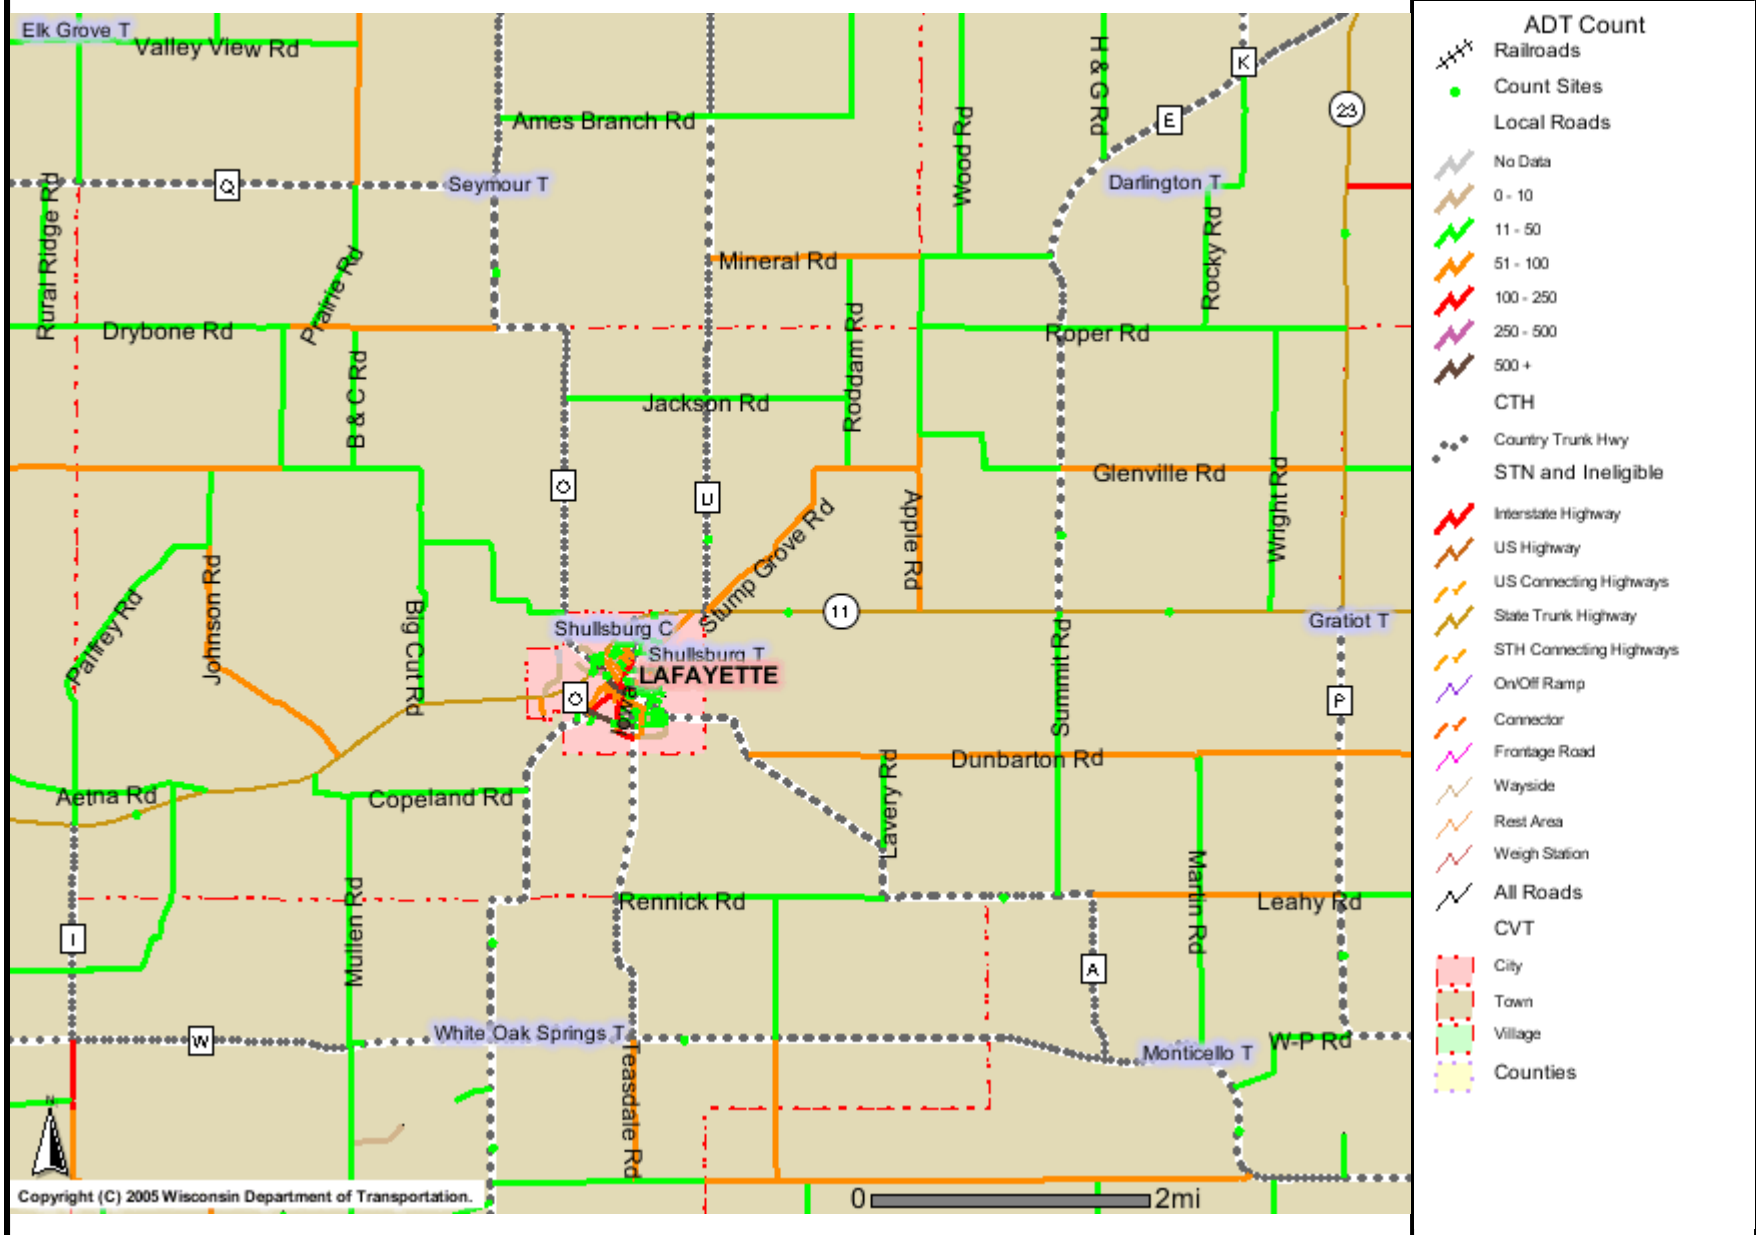 Elk Grove T
Valley View Rd
H & G Rd
K
E
23
Ames Branch Rd
Wood Rd
Q
Seymour T
Darlington T
Rural Ridge Rd
Prairie Rd
Mineral Rd
Rocky Rd
Drybone Rd
Roddam Rd
Roper Rd
B & C Rd
Jackson Rd
O
U
Glenville Rd
Wright Rd
Apple Rd
Stump Grove Rd
Palfrey Rd
Johnson Rd
Big Cut Rd
11
Shullsburg C
Gratiot T
Shullsburg T
LAFAYETTE
O
Iowa
Summit Rd
P
Dunbarton Rd
Lavery Rd
Aetna Rd
Copeland Rd
Martin Rd
Mullen Rd
Rennick Rd
Leahy Rd
I
A
W
White Oak Springs T
Monticello T
W-P Rd
Teasdale Rd
N
Copyright (C) 2005 Wisconsin Department of Transportation.
0 2mi
ADT Count
Railroads
Count Sites
Local Roads
No Data
0 - 10
11 - 50
51 - 100
100 - 250
250 - 500
500 +
CTH
Country Trunk Hwy
STN and Ineligible
Interstate Highway
US Highway
US Connecting Highways
State Trunk Highway
STH Connecting Highways
On/Off Ramp
Connector
Frontage Road
Wayside
Rest Area
Weigh Station
All Roads
CVT
City
Town
Village
Counties